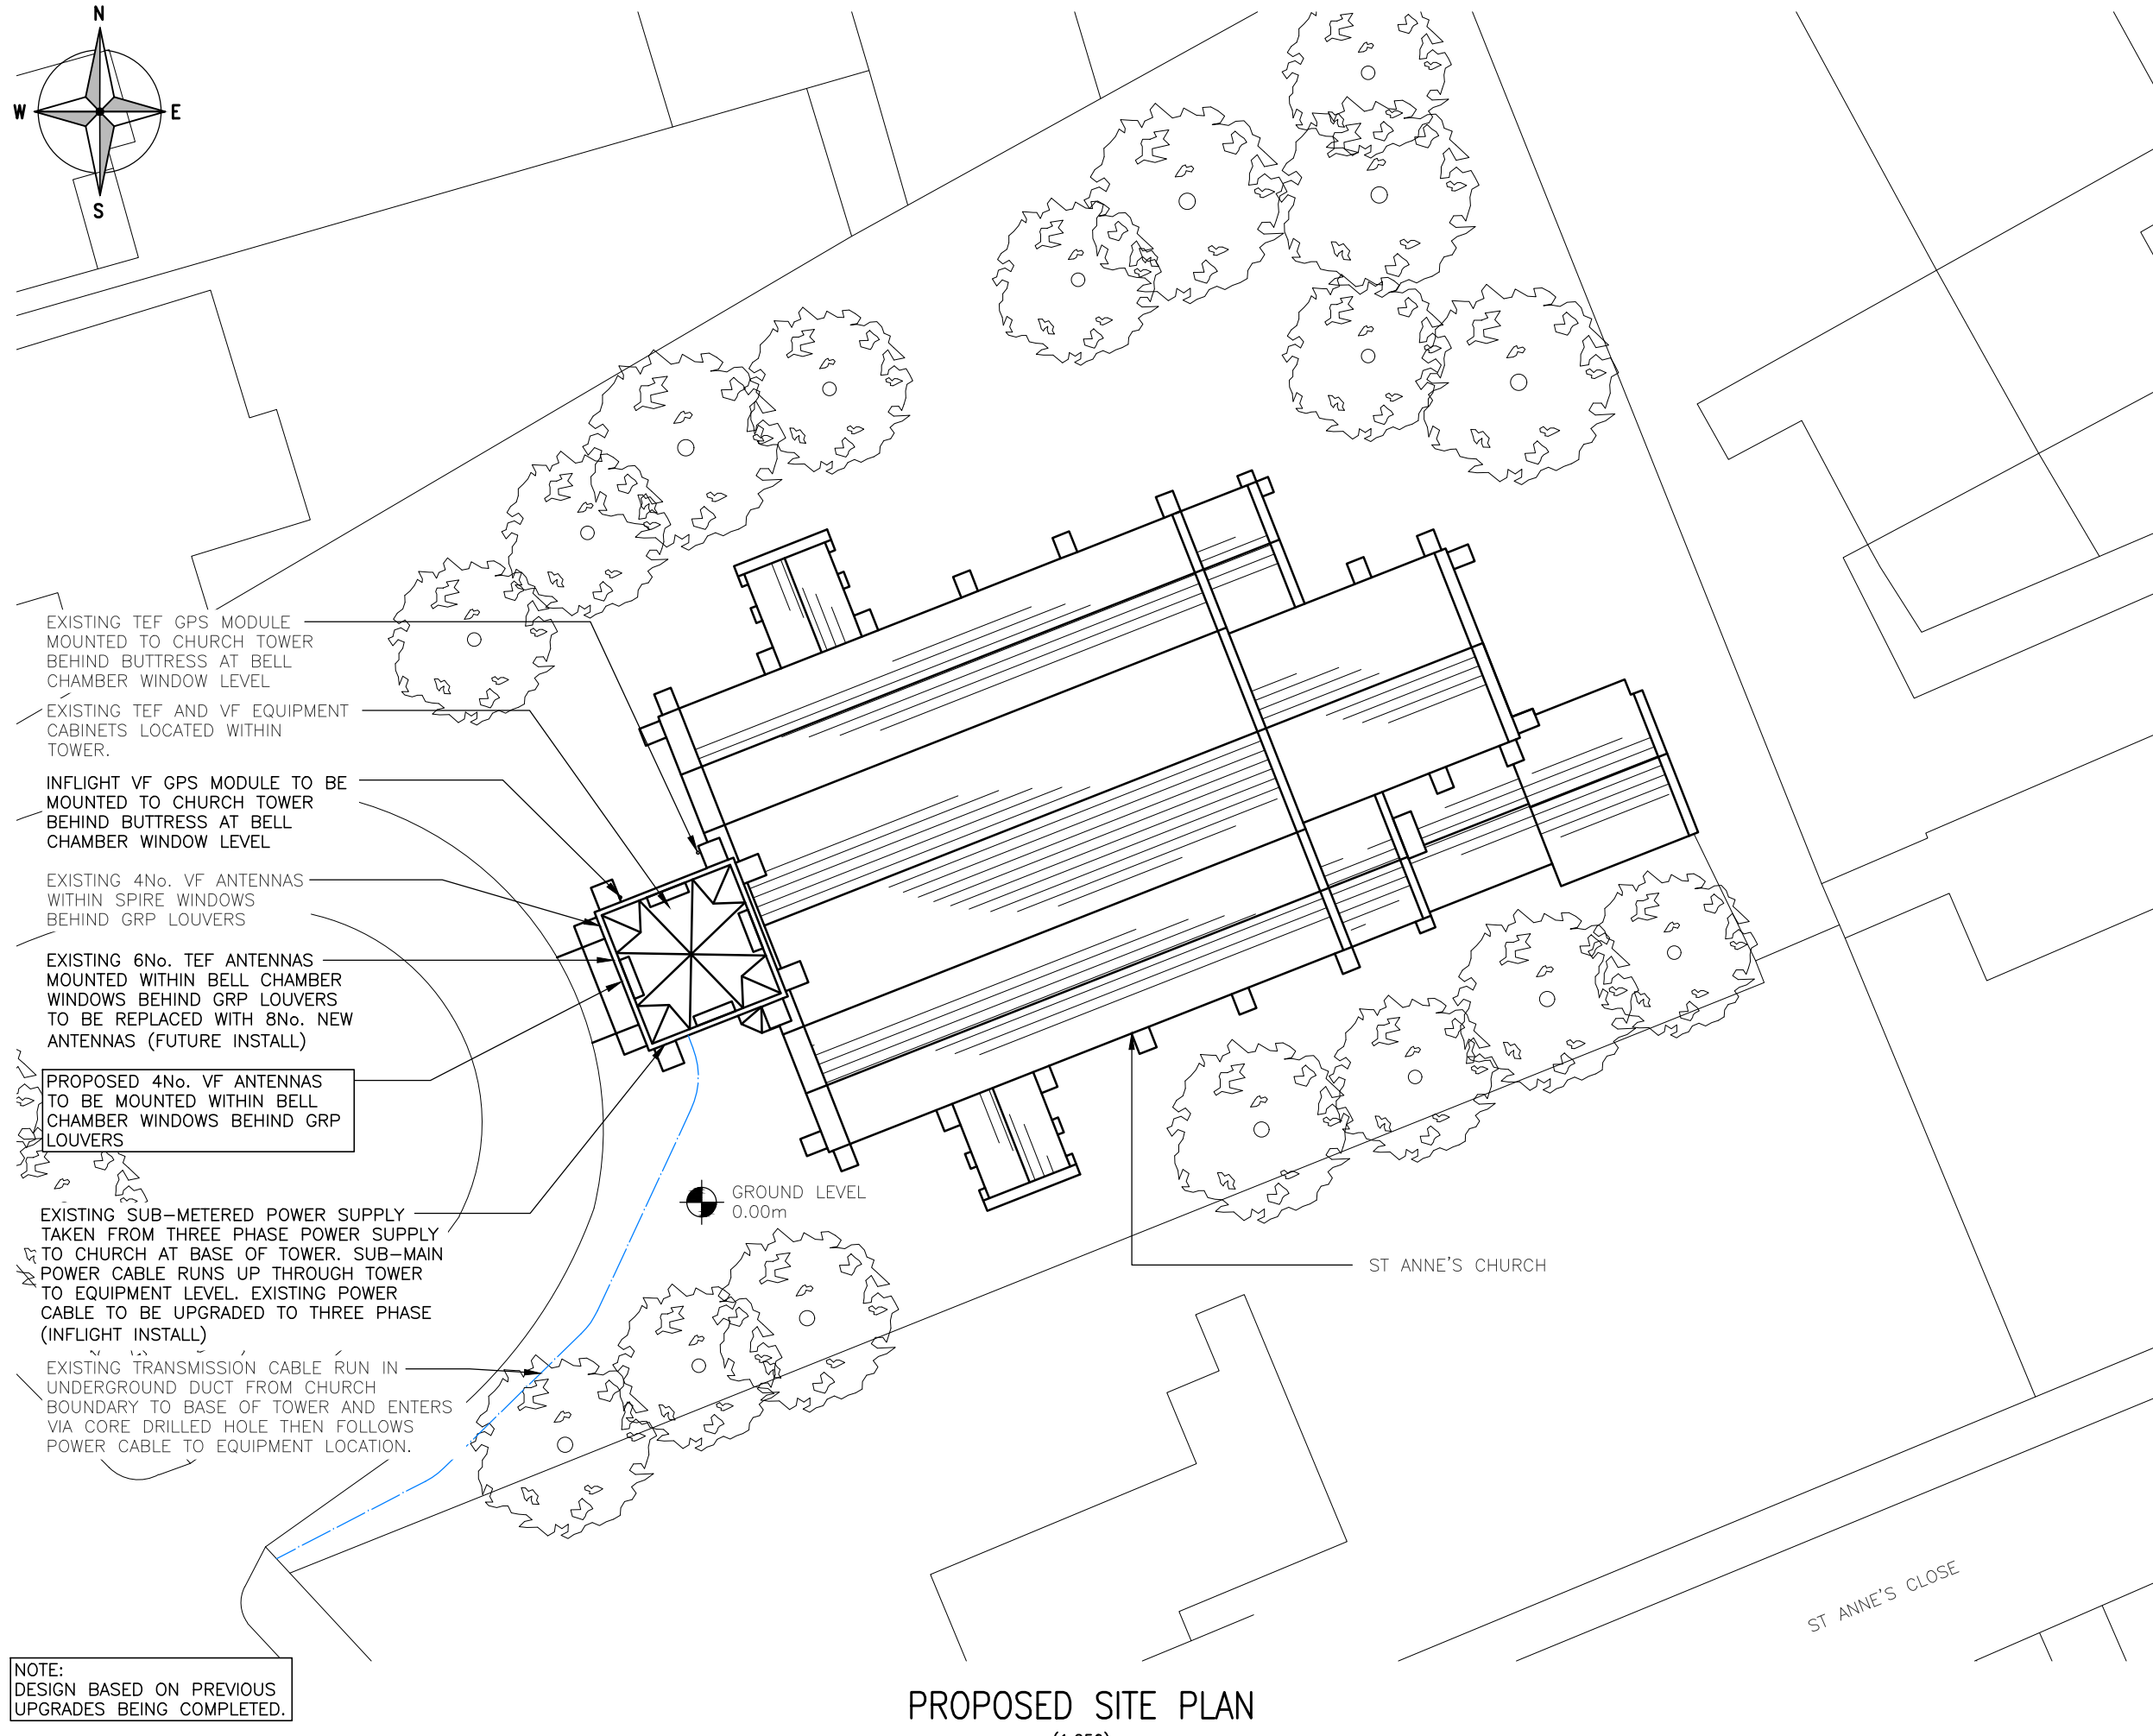 N
W
E
S
EXISTING TEF GPS MODULE
MOUNTED TO CHURCH TOWER
BEHIND BUTTRESS AT BELL
CHAMBER WINDOW LEVEL
EXISTING TEF AND VF EQUIPMENT
CABINETS LOCATED WITHIN
TOWER.
INFLIGHT VF GPS MODULE TO BE
MOUNTED TO CHURCH TOWER
BEHIND BUTTRESS AT BELL
CHAMBER WINDOW LEVEL
EXISTING 4No. VF ANTENNAS
WITHIN SPIRE WINDOWS
BEHIND GRP LOUVERS
EXISTING 6No. TEF ANTENNAS
MOUNTED WITHIN BELL CHAMBER
WINDOWS BEHIND GRP LOUVERS
TO BE REPLACED WITH 8No. NEW
ANTENNAS (FUTURE INSTALL)
PROPOSED 4No. VF ANTENNAS
TO BE MOUNTED WITHIN BELL
CHAMBER WINDOWS BEHIND GRP
LOUVERS
EXISTING SUB-METERED POWER SUPPLY
TAKEN FROM THREE PHASE POWER SUPPLY
TO CHURCH AT BASE OF TOWER. SUB-MAIN
POWER CABLE RUNS UP THROUGH TOWER
TO EQUIPMENT LEVEL. EXISTING POWER
CABLE TO BE UPGRADED TO THREE PHASE
(INFLIGHT INSTALL)
EXISTING TRANSMISSION CABLE RUN IN
UNDERGROUND DUCT FROM CHURCH
BOUNDARY TO BASE OF TOWER AND ENTERS
VIA CORE DRILLED HOLE THEN FOLLOWS
POWER CABLE TO EQUIPMENT LOCATION.
GROUND LEVEL
0.00m
ST ANNE'S CHURCH
ST ANNE'S CLOSE
NOTE:
DESIGN BASED ON PREVIOUS
UPGRADES BEING COMPLETED.
PROPOSED SITE PLAN